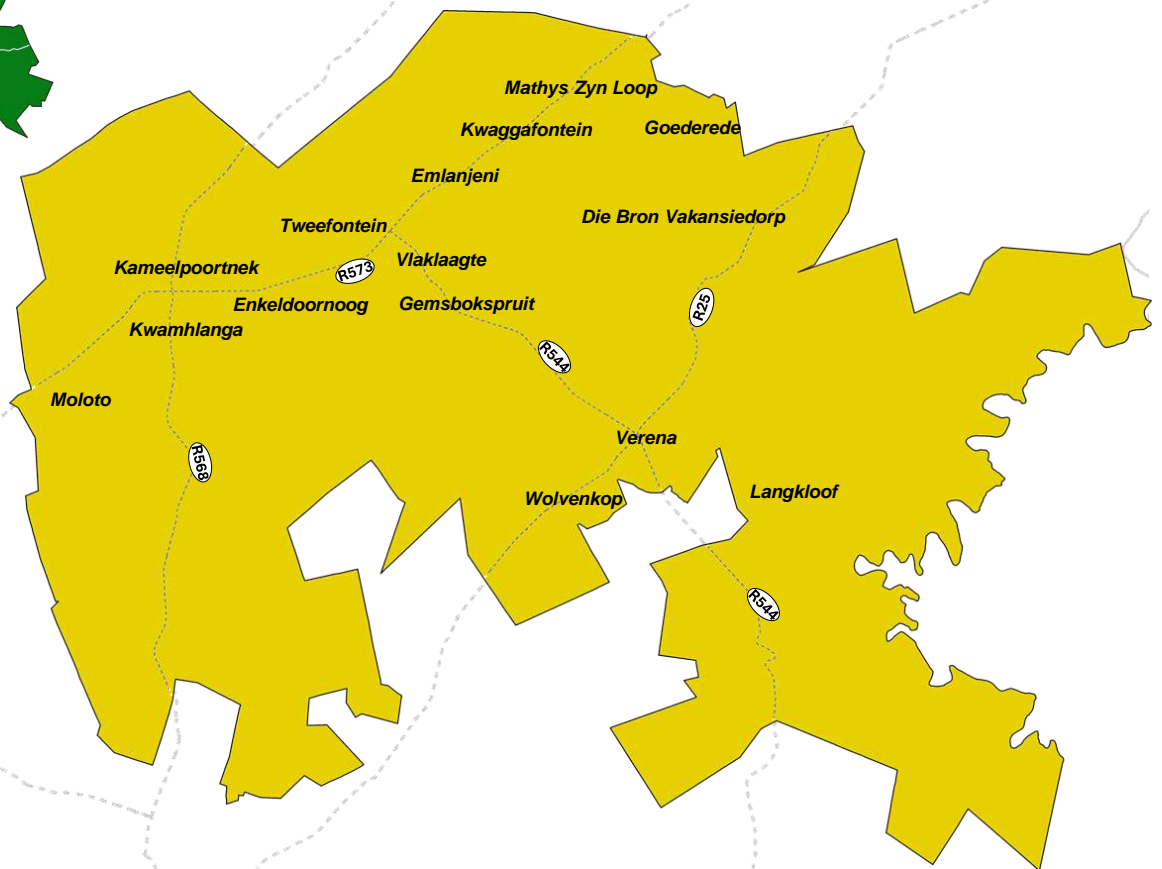 Mathys Zyn Loop
Kwaggafontein
Goederede
Emlanjeni
Die Bron Vakansiedorp
Tweefontein
Vlaklaagte
Kameelpoortnek
R573
Enkeldoornoog
Gemsbokspruit
R25
Kwamhlanga
R544
Moloto
Verena
R568
Wolvenkop
Langkloof
R544